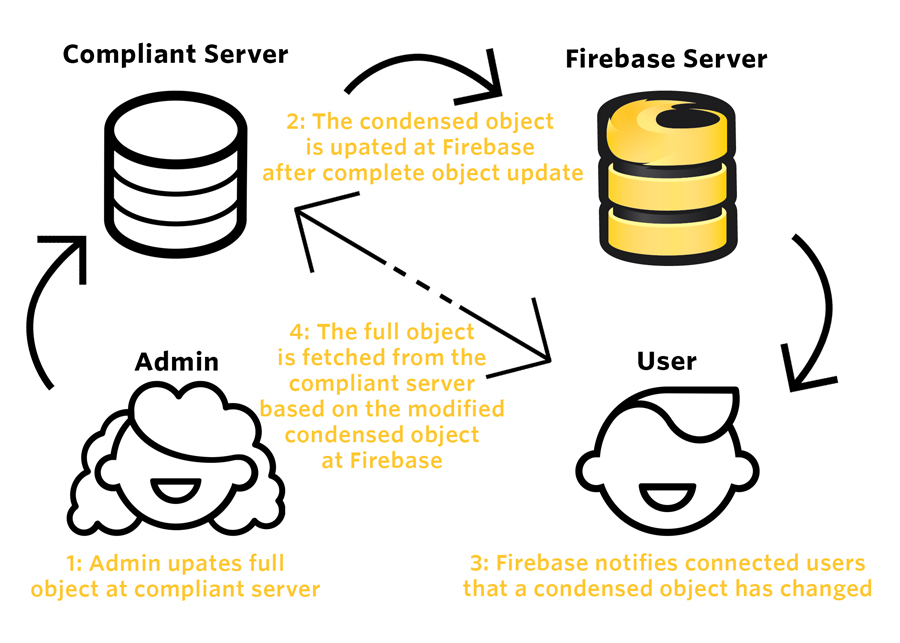 Compliant Server
Firebase Server
2: The condensed object
is upated at Firebase
after complete object update
4: The full object
is fetched from the
compliant server
based on the modified
condensed object
at Firebase
Admin
User
1: Admin upates full
object at compliant server
3: Firebase notifies connected users
that a condensed object has changed